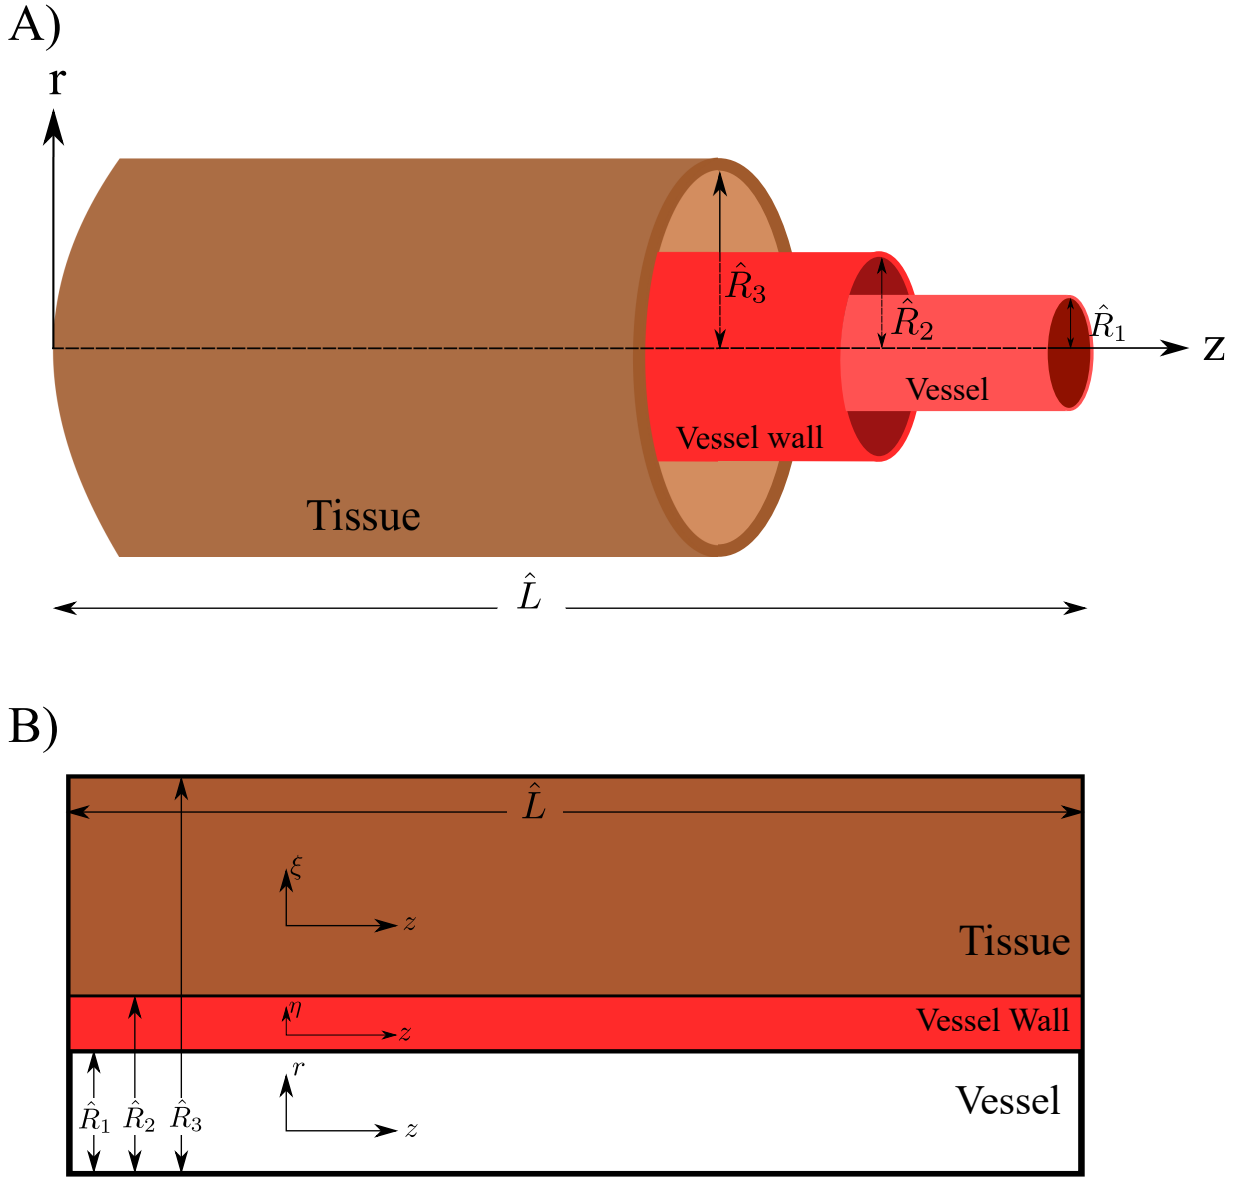 A)
r
R̂₃
R̂₂
R̂₁
z
Vessel
Vessel wall
Tissue
L̂
B)
L̂
ξ
z
Tissue
η
z
Vessel Wall
r
z
Vessel
R̂₁ R̂₂ R̂₃